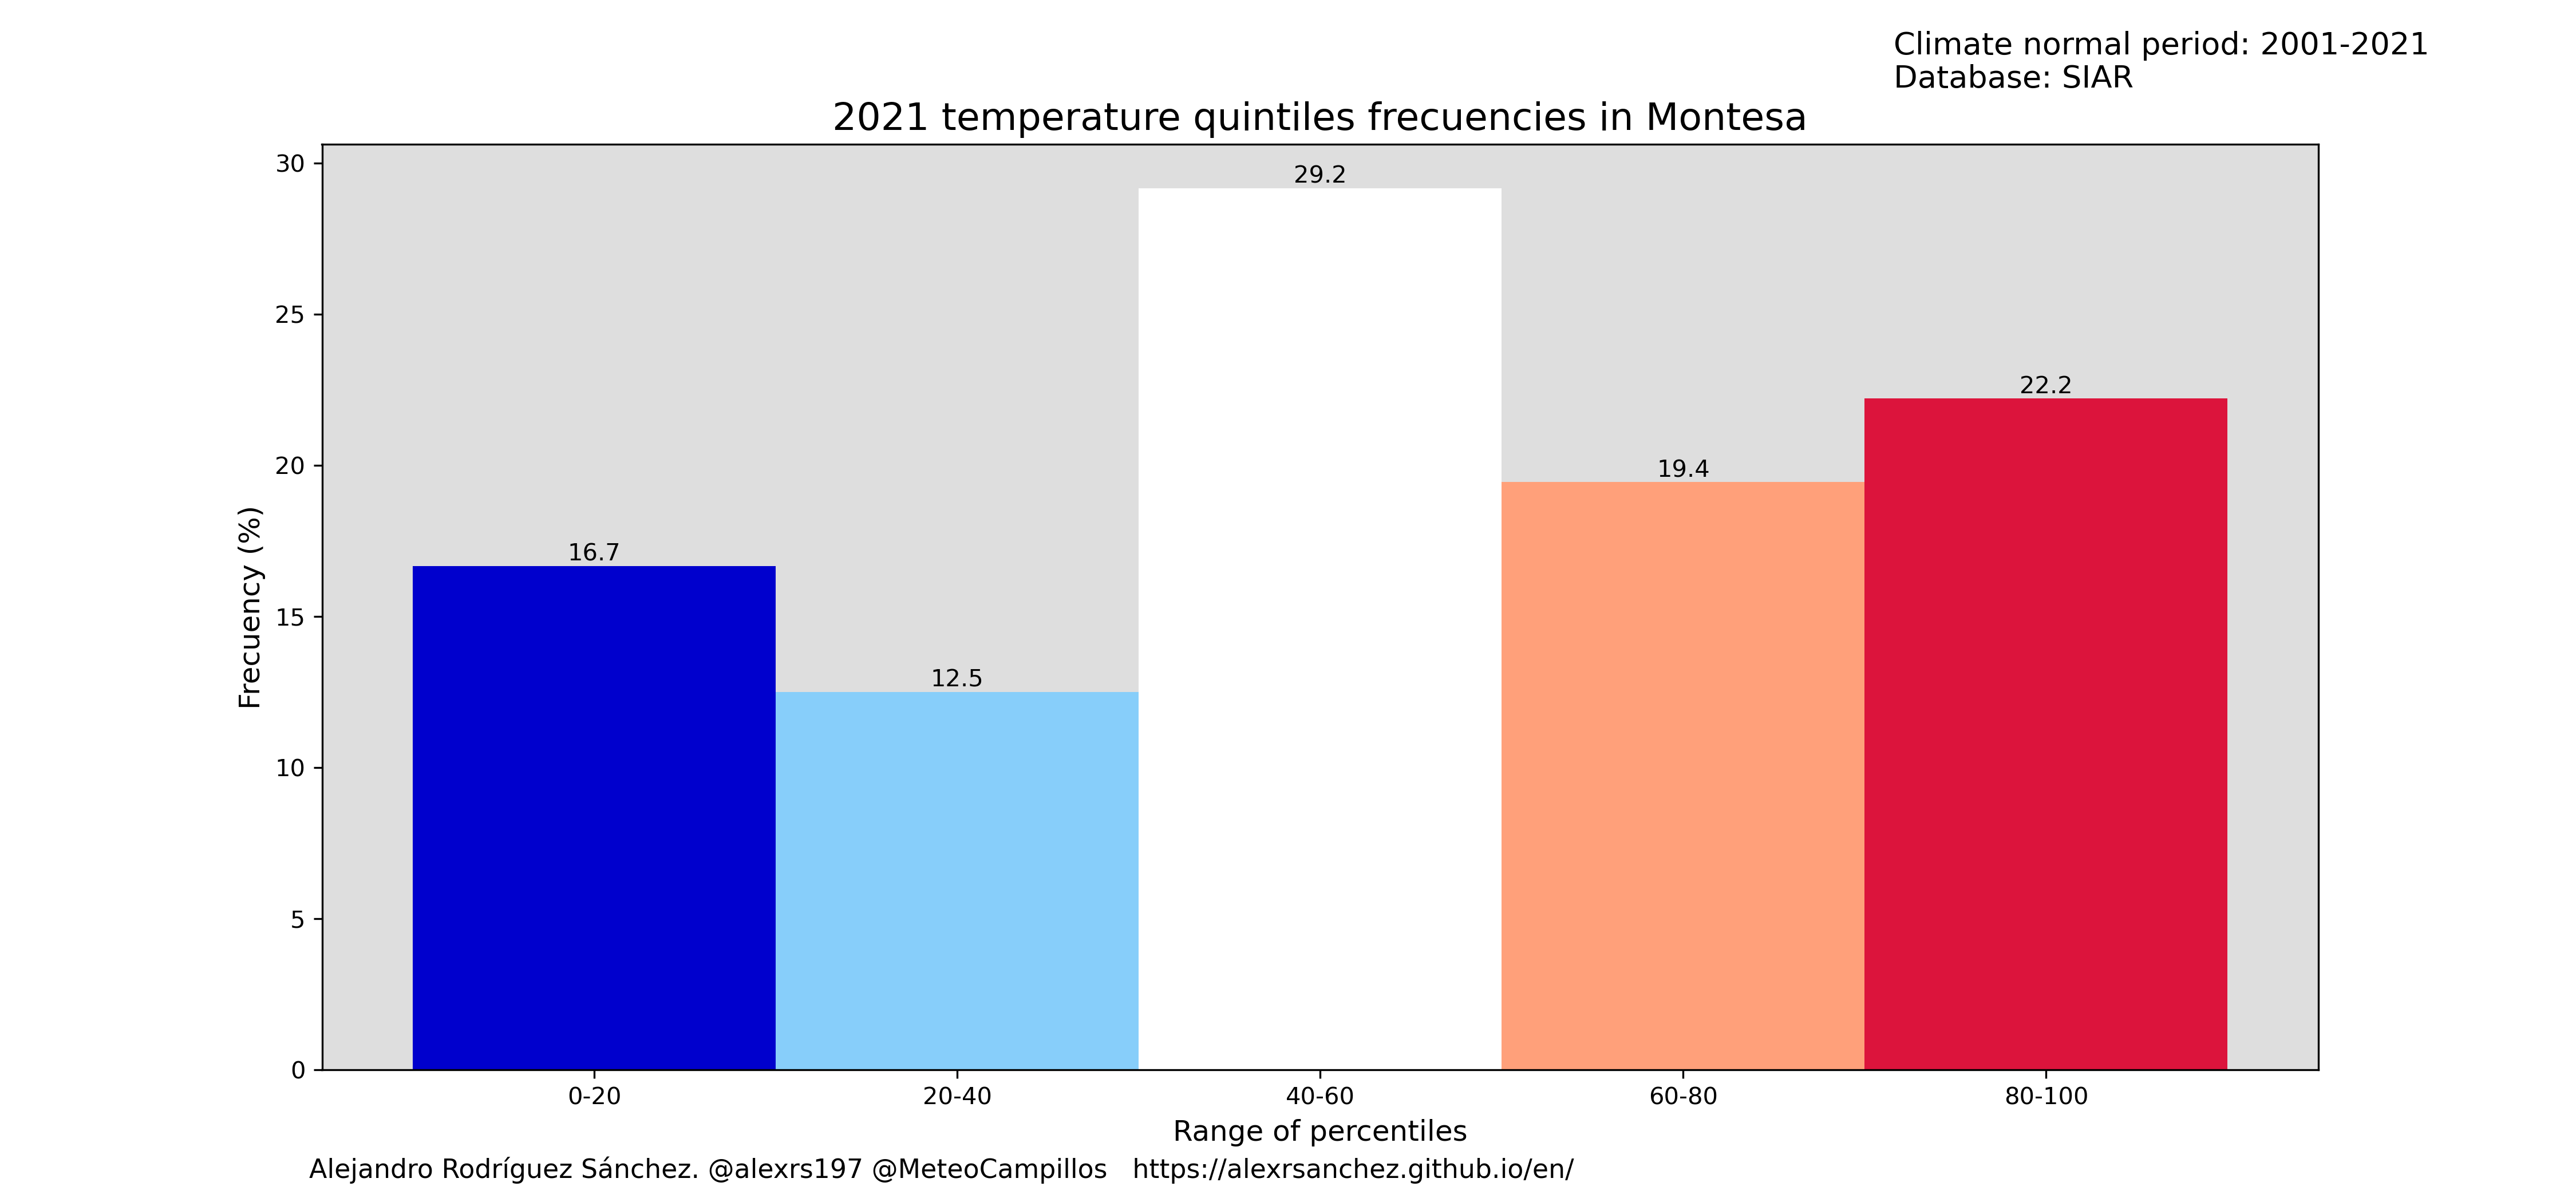 Climate normal period: 2001-2021
Database: SIAR
2021 temperature quintiles frecuencies in Montesa
30
29.2
25
22.2
20
19.4
16.7
15
12.5
10
5
0
Frecuency (%)
0-20 20-40 40-60 60-80 80-100
Range of percentiles
Alejandro Rodríguez Sánchez. @alexrs197 @MeteoCampillos https://alexrsanchez.github.io/en/